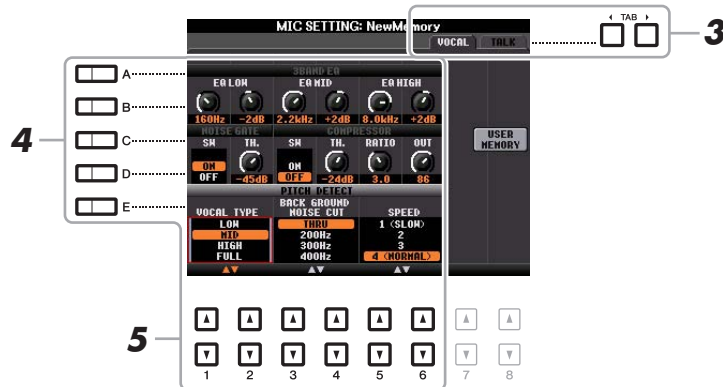 MIC SETTING: NewMemory
◂ TAB ▸
3
VOCAL TALK
4
A
B
C
D
E
3BAND EQ
EQ LOW EQ MID EQ HIGH
160Hz -2dB 2.2kHz +2dB 8.0kHz +2dB
NOISE GATE COMPRESSOR
SW TH. SW TH. RATIO OUT
ON ON
OFF -45dB OFF -24dB 3.0 86
USER
MEMORY
PITCH DETECT
VOCAL TYPE BACK GROUND NOISE CUT SPEED
LOW THRU 1 (SLOW)
MID 200Hz 2
HIGH 300Hz 3
FULL 400Hz 4 (NORMAL)
5
1 2 3 4 5 6 7 8